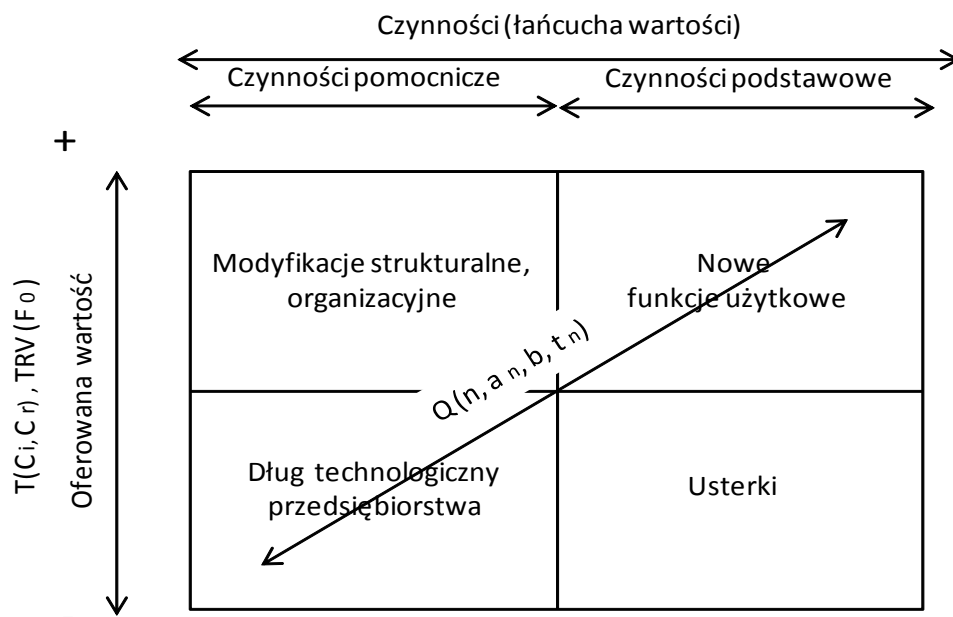 Czynności (łańcucha wartości)
Czynności pomocnicze
Czynności podstawowe
+
T(Ci,Cr), TRV (F0)
Oferowana wartość
Modyfikacje strukturalne,
organizacyjne
Nowe
funkcje użytkowe
Q(n, an, b, tn)
Dług technologiczny
przedsiębiorstwa
Usterki